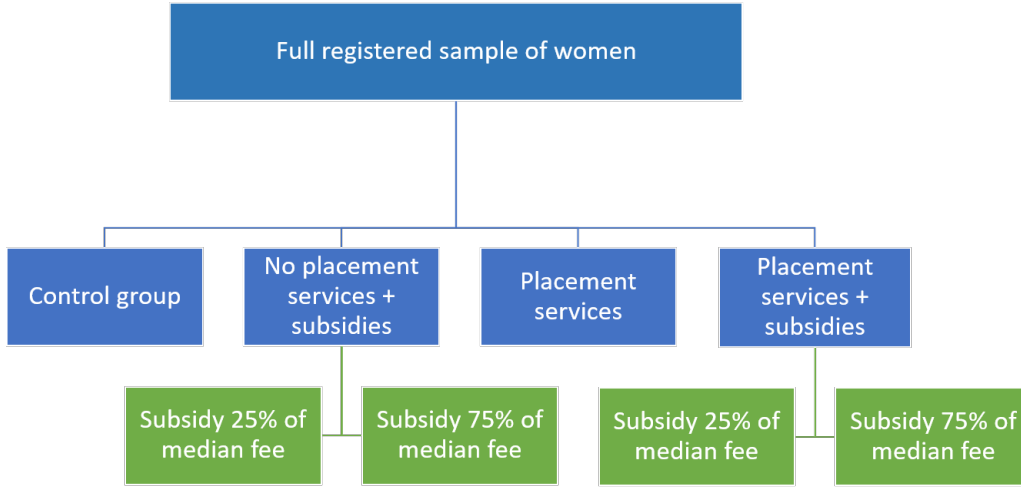 Full registered sample of women
Control group
No placement
services +
subsidies
Placement
services
Placement
services +
subsidies
Subsidy 25% of
median fee
Subsidy 75% of
median fee
Subsidy 25% of
median fee
Subsidy 75% of
median fee